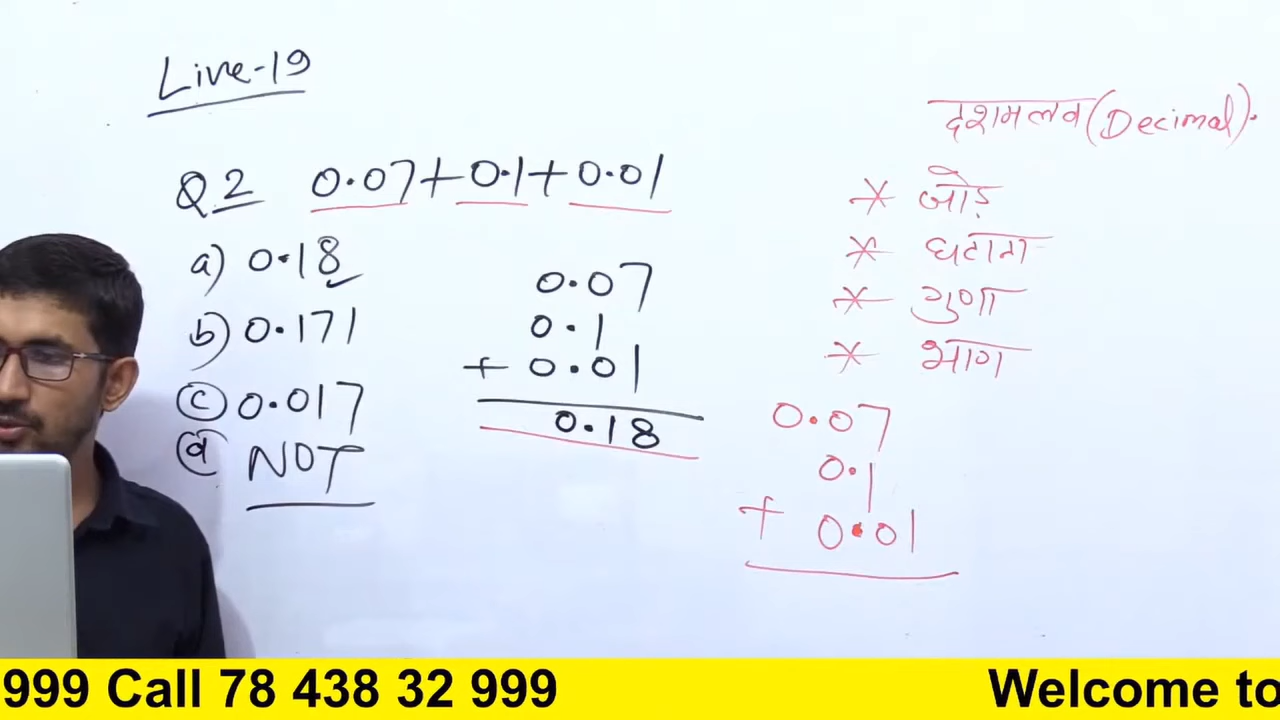 Live-19
Q2 0.07+0.1+0.01
a) 0.18
b) 0.171
c) 0.017
d) NOT
0.07
0.1
+ 0.01
0.18
दशमलव (Decimal).
* जोड़
* घटाना
* गुणा
* भाग
0.07
0.1
+ 0.01
999 Call 78 438 32 999 Welcome to